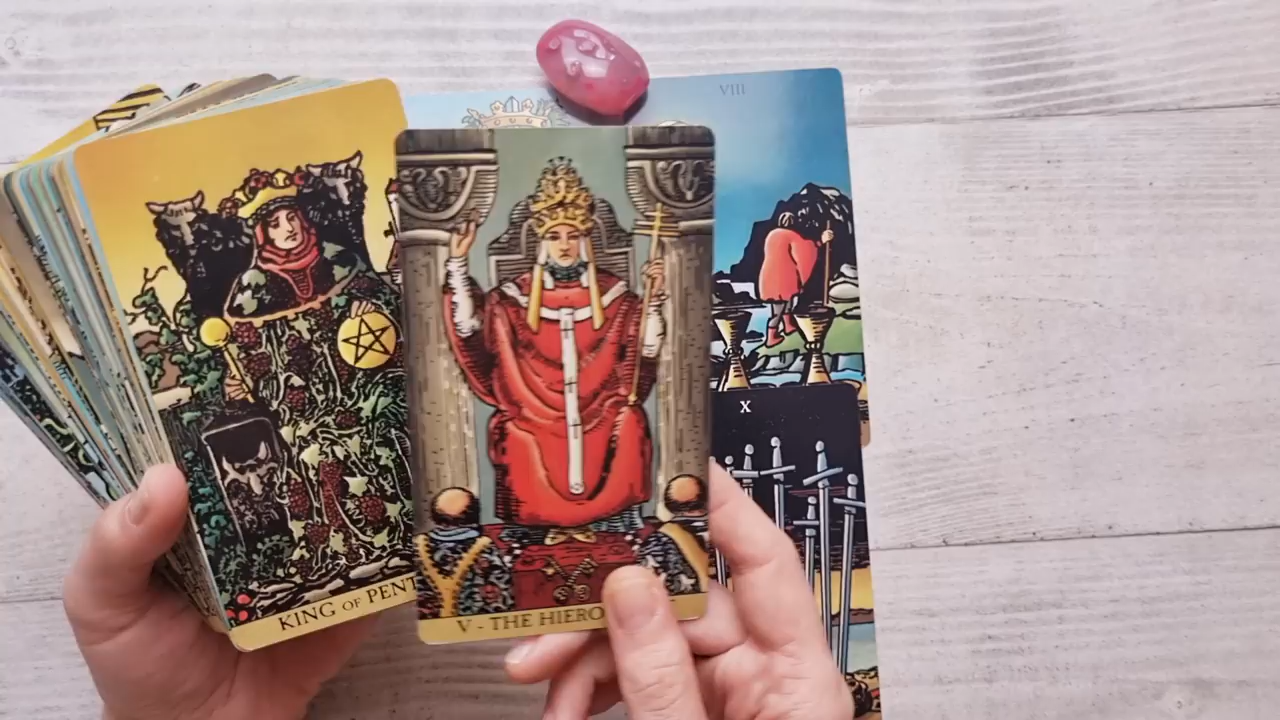 VIII
X
KING OF PENT
V - THE HIERO